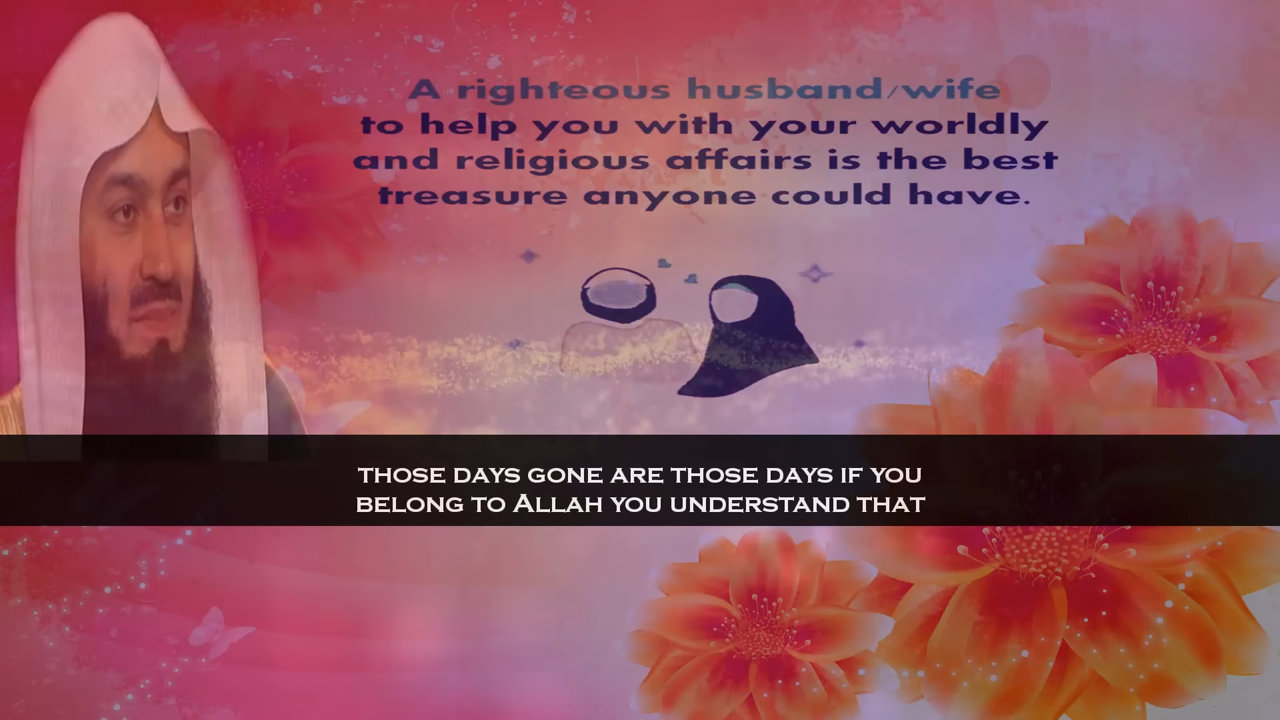 A righteous husband/wife
to help you with your worldly
and religious affairs is the best
treasure anyone could have.
THOSE DAYS GONE ARE THOSE DAYS IF YOU
BELONG TO ALLAH YOU UNDERSTAND THAT